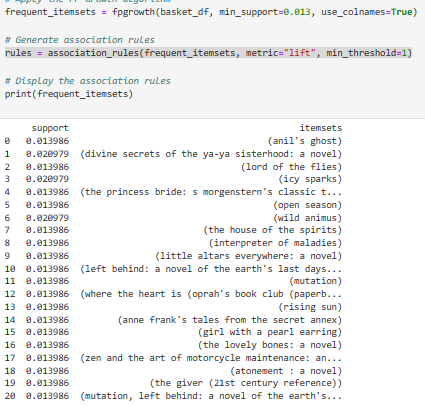 # Apply the FP-Growth algorithm
frequent_itemsets = fpgrowth(basket_df, min_support=0.013, use_colnames=True)
# Generate association rules
rules = association_rules(frequent_itemsets, metric="lift", min_threshold=1)
# Display the association rules
print(frequent_itemsets)
support itemsets
0 0.013986 (anil's ghost)
1 0.020979 (divine secrets of the ya-ya sisterhood: a novel)
2 0.013986 (lord of the flies)
3 0.020979 (icy sparks)
4 0.013986 (the princess bride: s morgenstern's classic t...
5 0.013986 (open season)
6 0.020979 (wild animus)
7 0.013986 (the house of the spirits)
8 0.013986 (interpreter of maladies)
9 0.013986 (little altars everywhere: a novel)
10 0.013986 (left behind: a novel of the earth's last days...
11 0.013986 (mutation)
12 0.013986 (where the heart is (oprah's book club (paperb...
13 0.013986 (rising sun)
14 0.013986 (anne frank's tales from the secret annex)
15 0.013986 (girl with a pearl earring)
16 0.013986 (the lovely bones: a novel)
17 0.013986 (zen and the art of motorcycle maintenance: an...
18 0.013986 (atonement : a novel)
19 0.013986 (the giver (21st century reference))
20 0.013986 (mutation, left behind: a novel of the earth's...